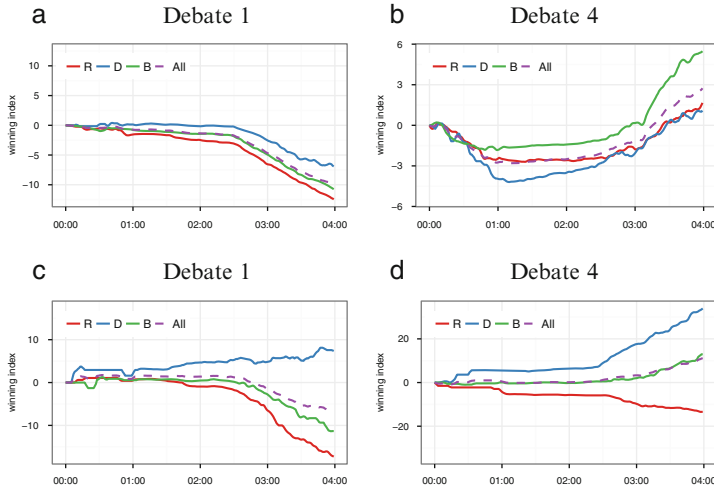 a Debate 1
winning index
10
5
0
−5
−10
R D B All
00:00 01:00 02:00 03:00 04:00
b Debate 4
winning index
6
3
0
−3
−6
R D B All
00:00 01:00 02:00 03:00 04:00
c Debate 1
winning index
10
0
−10
R D B All
00:00 01:00 02:00 03:00 04:00
d Debate 4
winning index
20
0
−20
R D B All
00:00 01:00 02:00 03:00 04:00